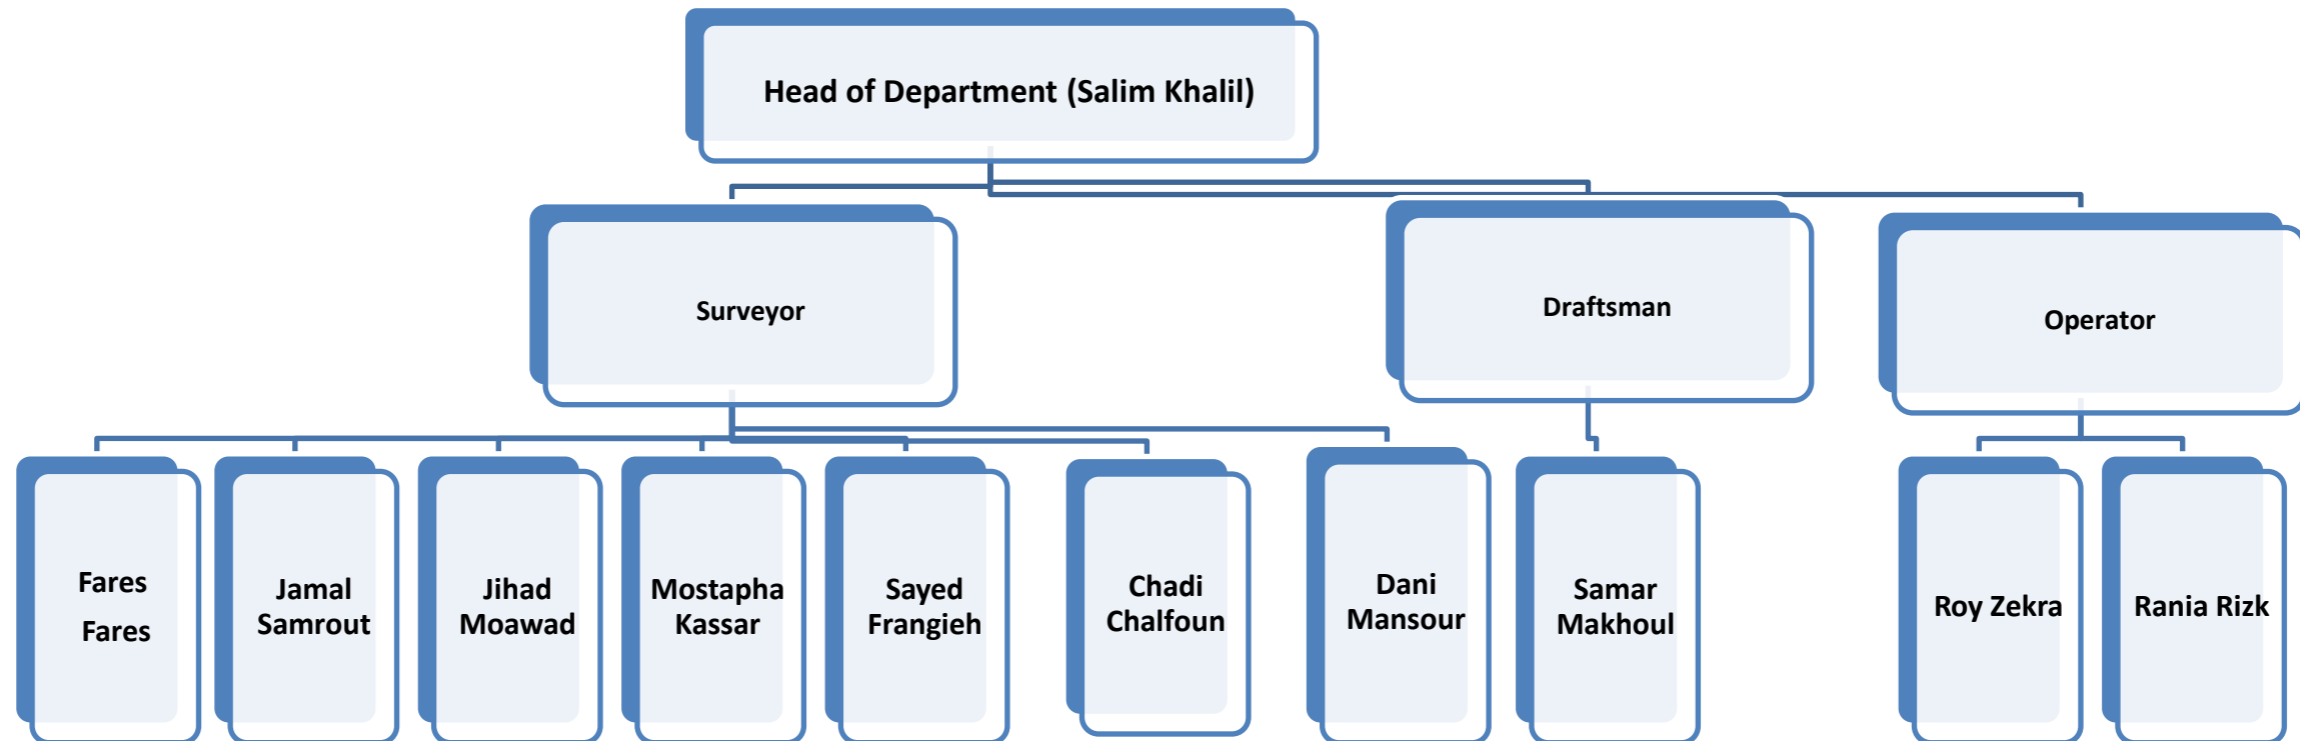 Head of Department (Salim Khalil)
Surveyor
Draftsman
Operator
Fares
Fares
Jamal
Samrout
Jihad
Moawad
Mostapha
Kassar
Sayed
Frangieh
Chadi
Chalfoun
Dani
Mansour
Samar
Makhoul
Roy Zekra
Rania Rizk